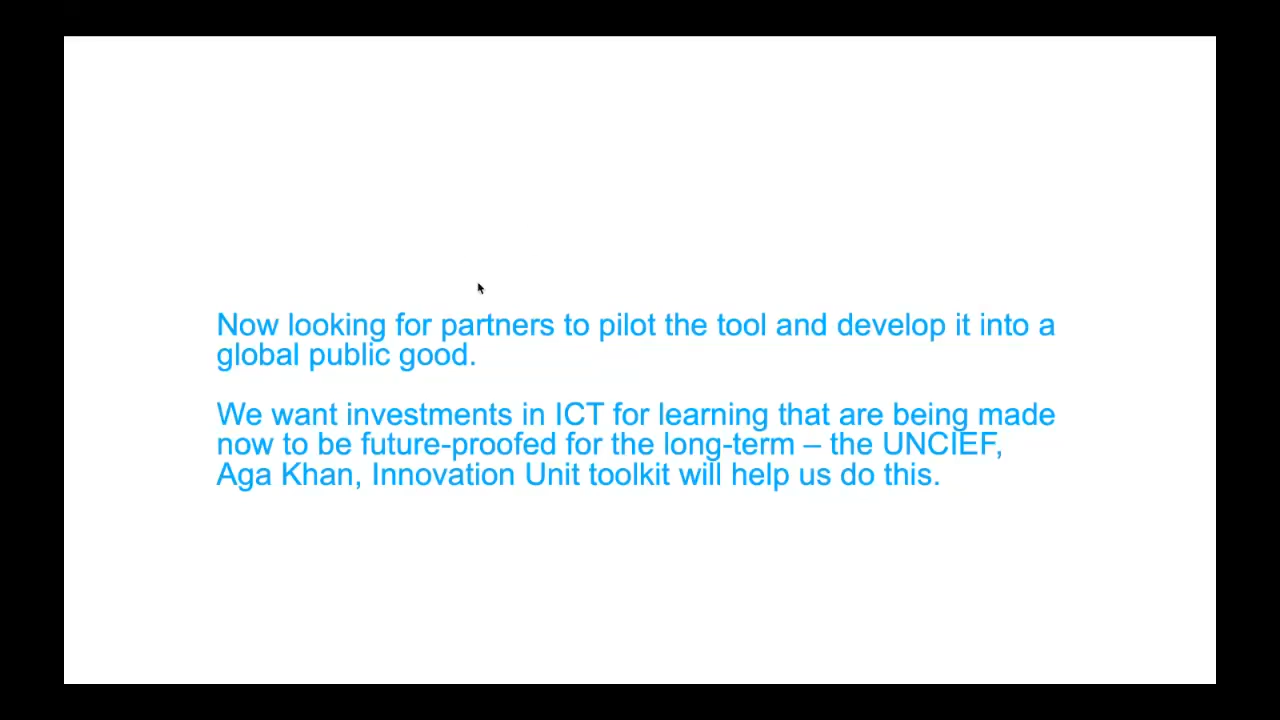 Now looking for partners to pilot the tool and develop it into a
global public good.
We want investments in ICT for learning that are being made
now to be future-proofed for the long-term – the UNCIEF,
Aga Khan, Innovation Unit toolkit will help us do this.